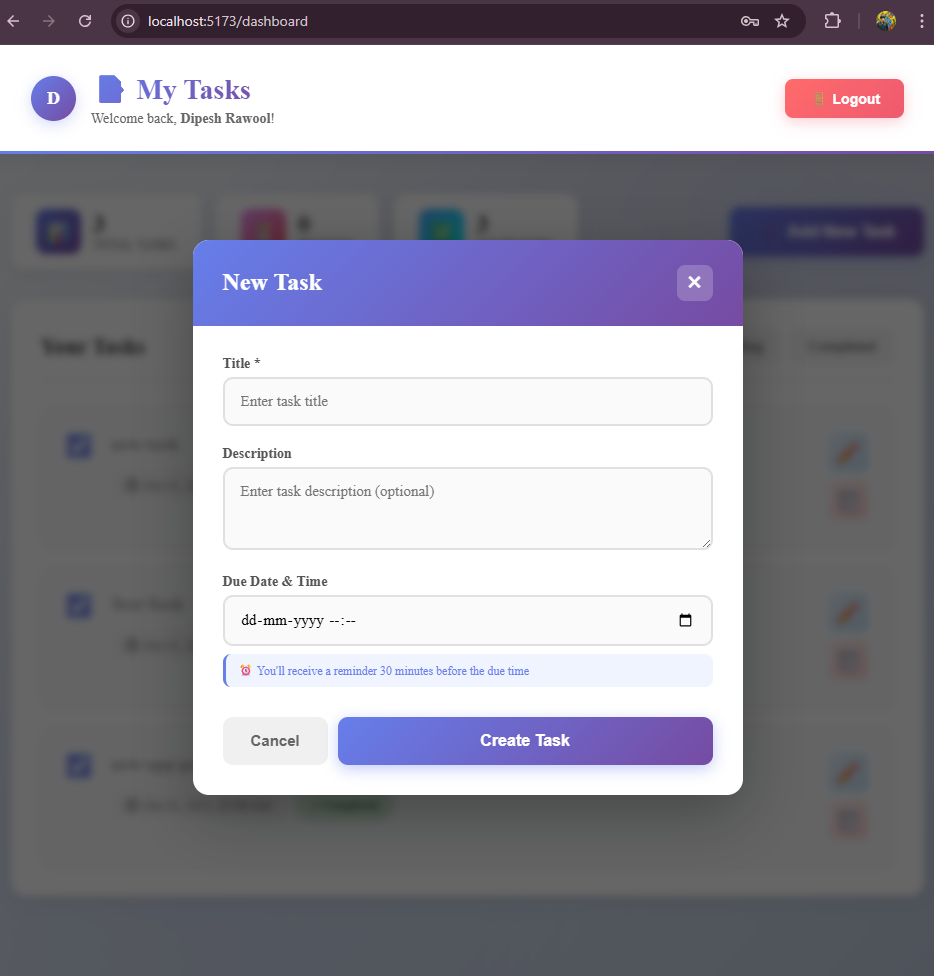 localhost:5173/dashboard
D
My Tasks
Welcome back, Dipesh Rawool!
Logout
3
0
3
Add New Task
Your Tasks
Completed
New Task
Title *
Enter task title
Description
Enter task description (optional)
Due Date & Time
dd-mm-yyyy --:--
You'll receive a reminder 30 minutes before the due time
Cancel
Create Task